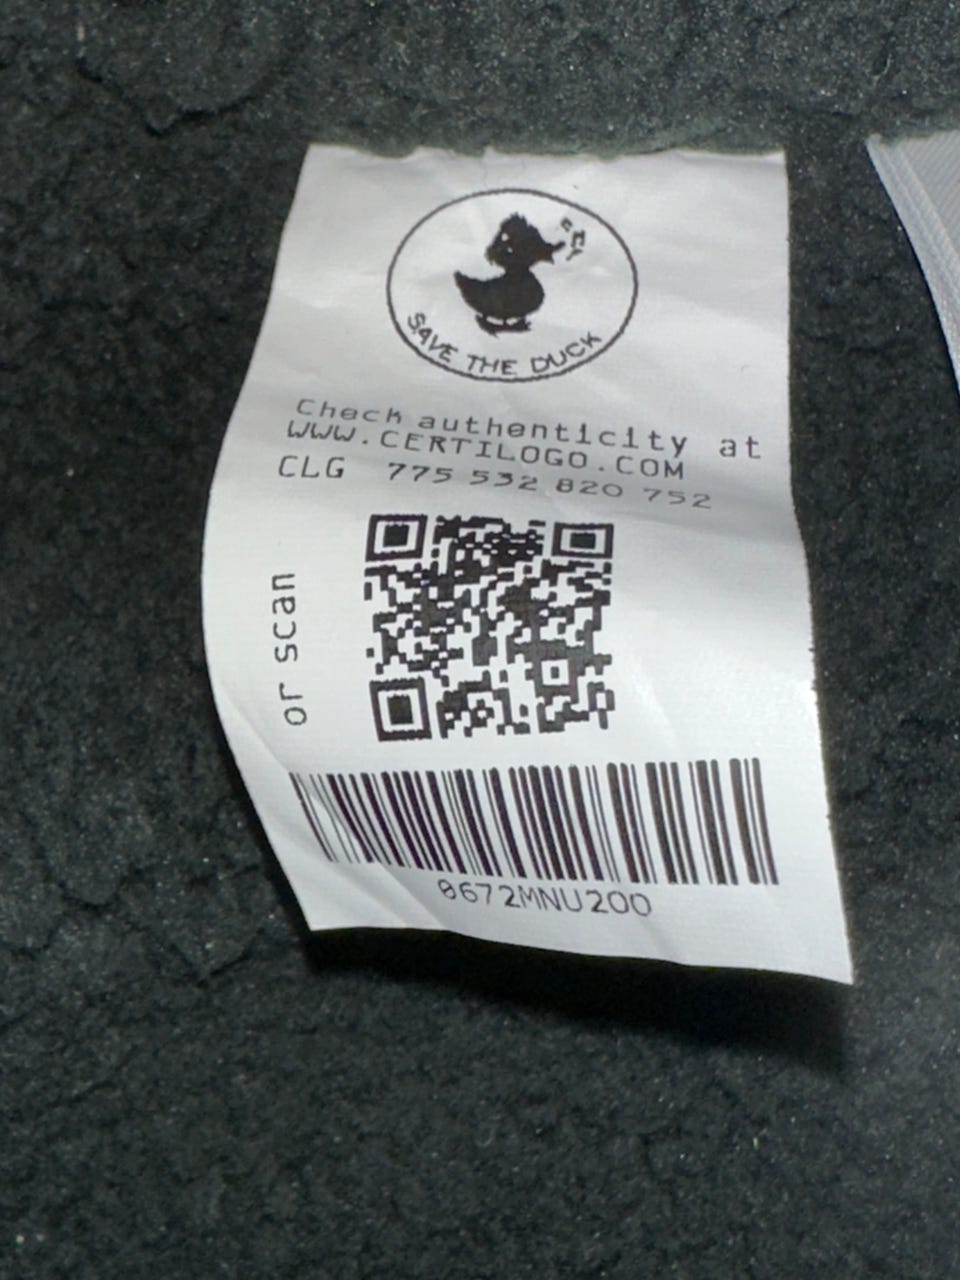 SAVE THE DUCK
Check authenticity at
WWW.CERTILOGO.COM
CLG 775 532 820 752
or scan
0672MNU200